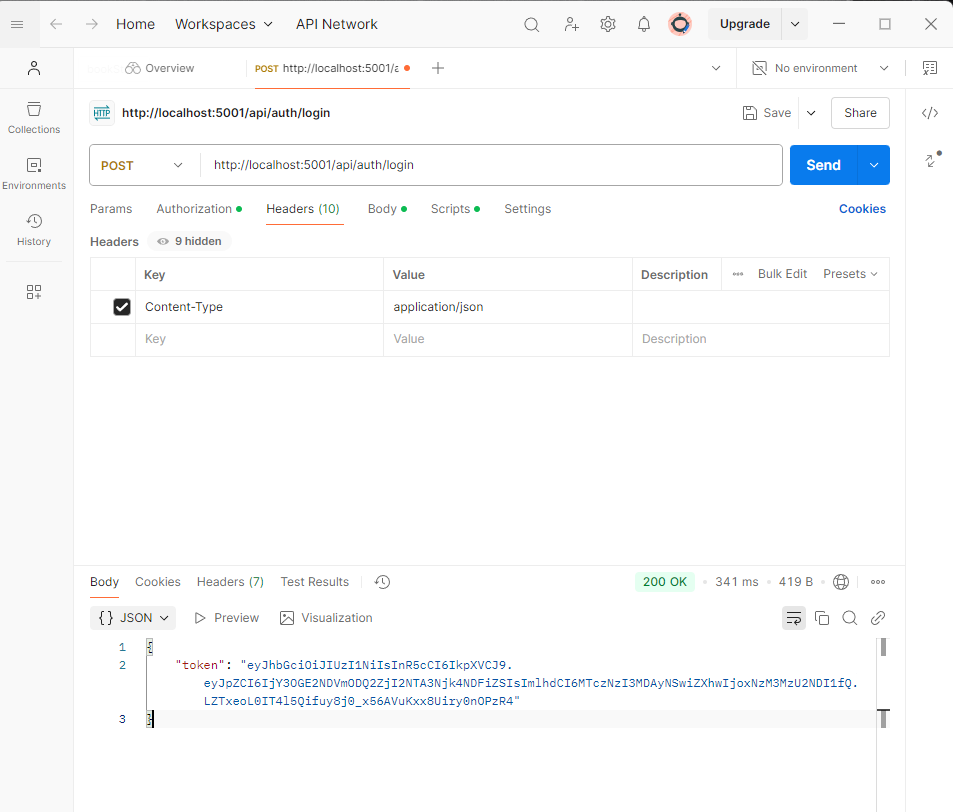 Home Workspaces API Network Upgrade
Overview POST http://localhost:5001/a No environment
Collections
Environments
History
HTTP http://localhost:5001/api/auth/login Save Share
POST http://localhost:5001/api/auth/login Send
Params Authorization Headers (10) Body Scripts Settings Cookies
Headers 9 hidden
Key Value Description Bulk Edit Presets
Content-Type application/json
Key Value Description
Body Cookies Headers (7) Test Results 200 OK 341 ms 419 B
{} JSON Preview Visualization
1 {
2 "token": "eyJhbGciOiJIUzI1NiIsInR5cCI6IkpXVCJ9.
eyJpZCI6IjY3OGE2NDVmODQ2ZjI2NTA3Njk4NDFiZSIsImlhdCI6MTczNzI3MDAyNSwiZXhwIjoxNzM3MzU2NDI1fQ.
LZTxeoL0IT4l5Qifuy8j0_x56AVuKxx8Uiry0nOPzR4"
3 }